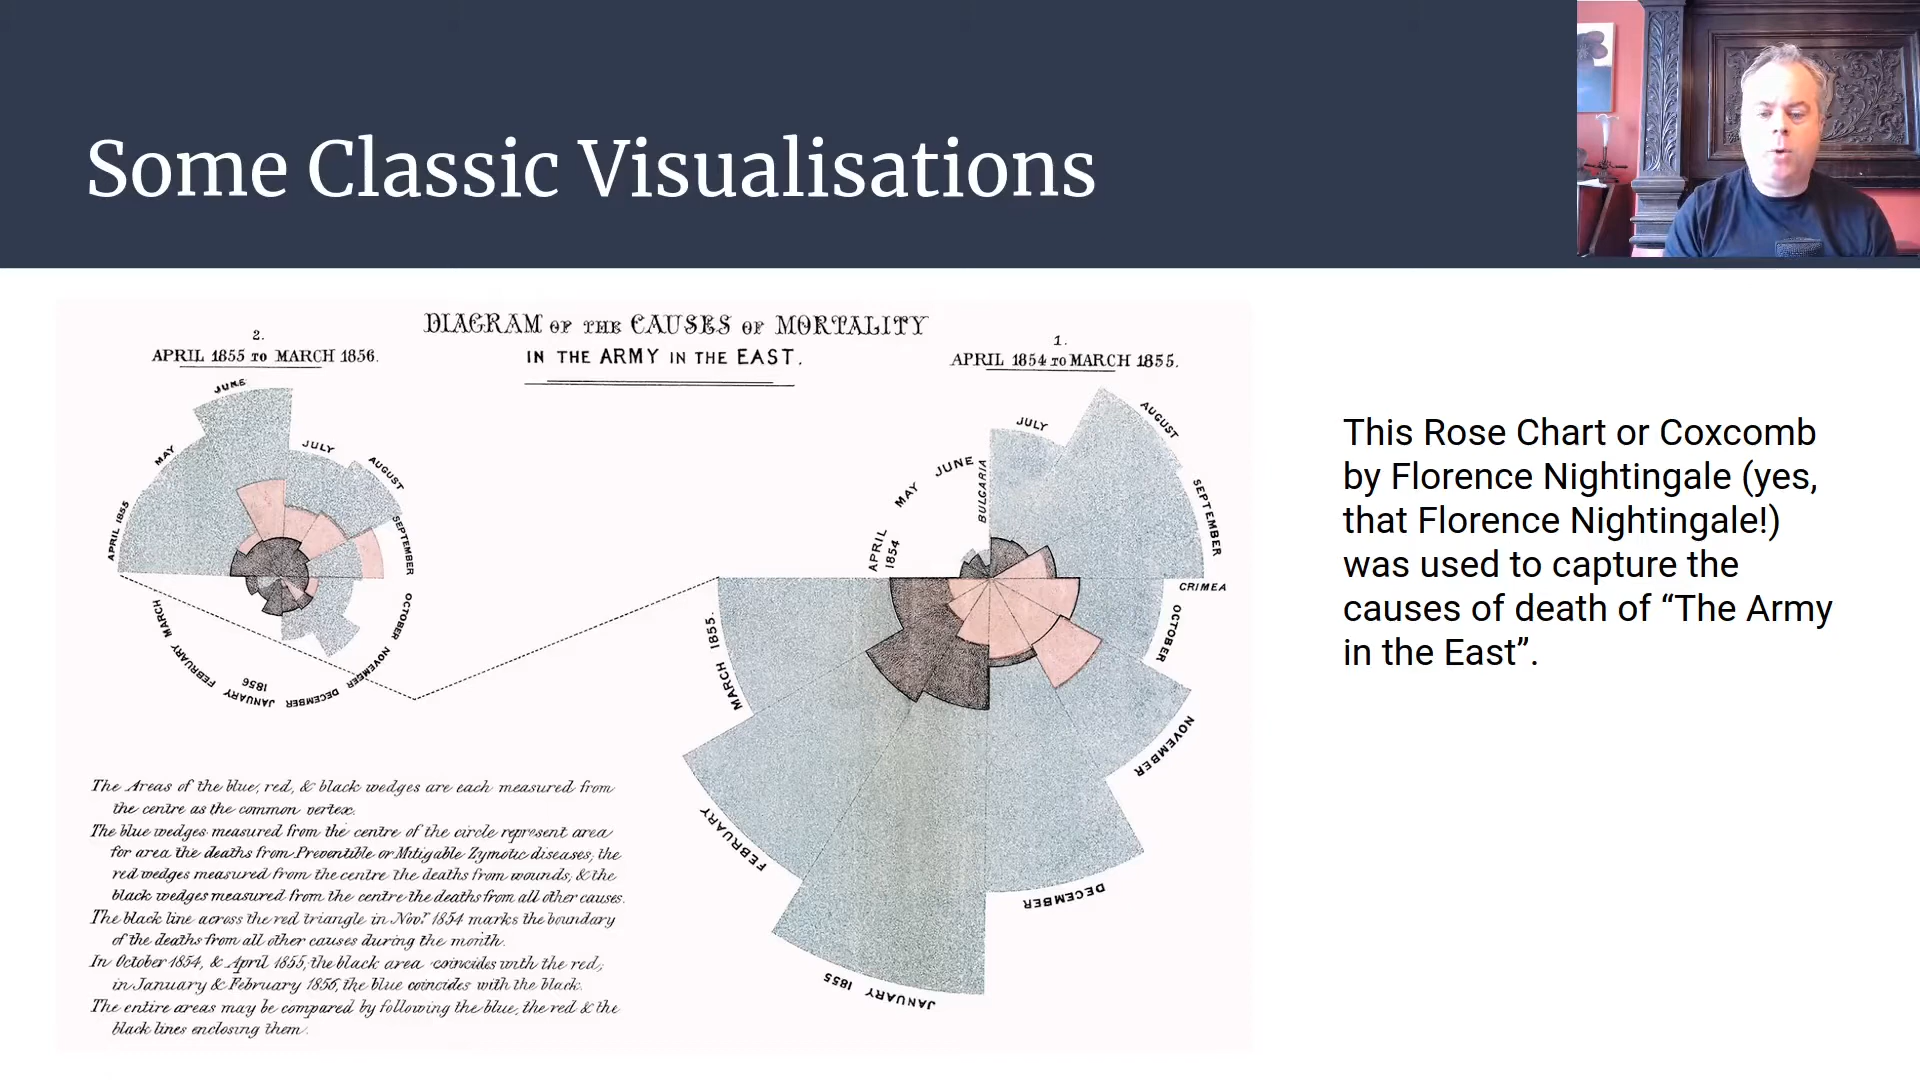 Some Classic Visualisations
DIAGRAM OF THE CAUSES OF MORTALITY
IN THE ARMY IN THE EAST.
2.
APRIL 1855 TO MARCH 1856.
1.
APRIL 1854 TO MARCH 1855.
JUNE
JULY
MAY
AUGUST
APRIL 1855
SEPTEMBER
OCTOBER
NOVEMBER
DECEMBER
JANUARY
1856
FEBRUARY
MARCH
JULY
AUGUST
JUNE
BULGARIA
MAY
SEPTEMBER
APRIL
1854
CRIMEA
OCTOBER
MARCH 1855.
NOVEMBER
FEBRUARY
DECEMBER
JANUARY 1855
The Areas of the blue, red, & black wedges are each measured from
the centre as the common vertex.
The blue wedges measured from the centre of the circle represent area
for area the deaths from Preventible or Mitigable Zymotic diseases; the
red wedges measured from the centre the deaths from wounds; & the
black wedges measured from the centre the deaths from all other causes.
The black line across the red triangle in Novr. 1854 marks the boundary
of the deaths from all other causes during the month.
In October 1854, & April 1855, the black area coincides with the red;
in January & February 1856, the blue coincides with the black.
The entire areas may be compared by following the blue, the red & the
black lines enclosing them.
This Rose Chart or Coxcomb
by Florence Nightingale (yes,
that Florence Nightingale!)
was used to capture the
causes of death of “The Army
in the East”.